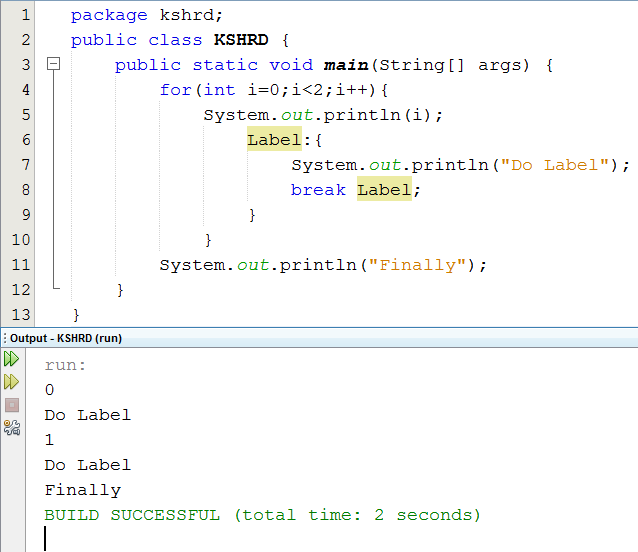 1 package kshrd;
2 public class KSHRD {
3 public static void main(String[] args) {
4 for(int i=0;i<2;i++){
5 System.out.println(i);
6 Label:{
7 System.out.println("Do Label");
8 break Label;
9 }
10 }
11 System.out.println("Finally");
12 }
13 }
Output - KSHRD (run)
run:
0
Do Label
1
Do Label
Finally
BUILD SUCCESSFUL (total time: 2 seconds)